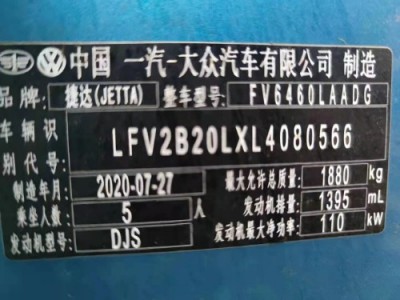 中国 一汽-大众汽车有限公司 制造
品牌: 捷达(JETTA) 整车型号: FV6460LAADG
车辆识别代号: LFV2B20LXL4080566
制造年月: 2020-07-27 最大允许总质量: 1880 kg
乘坐人数: 5 人 发动机排量: 1395 mL
发动机型号: DJS 发动机最大净功率: 110 kW